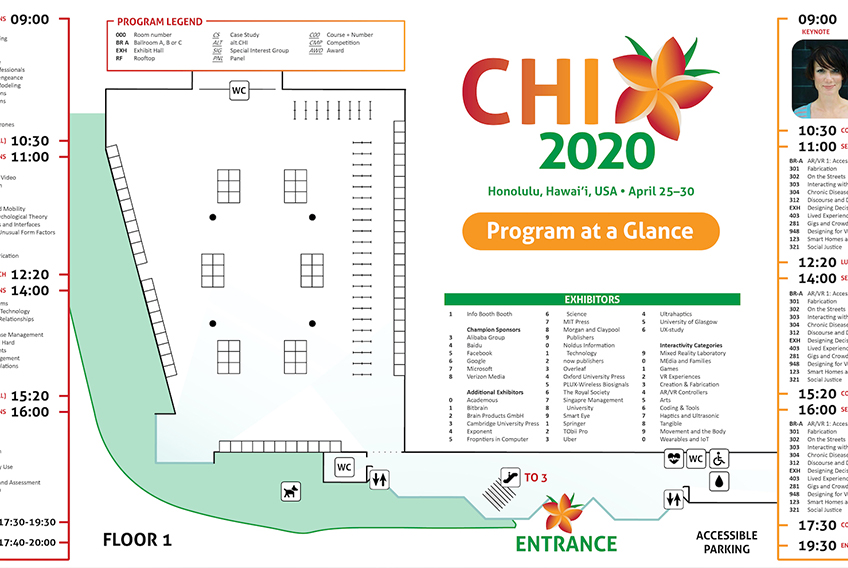 NS 09:00
ng
fessionals
ngeance
Modeling
ons
ns
rones
L] 10:30
NS 11:00
Video
n
d Mobility
ychological Theory
s and Interfaces
Unusual Form Factors
rication
CH 12:20
NS 14:00
ms
Technology
Relationships
se Management
Hard
nts
gement
lations
L] 15:20
NS 16:00
y Use
and Assessment
17:30-19:30
17:40-20:00
PROGRAM LEGEND
000 Room number CS Case Study COO Course + Number
BR A Ballroom A, B or C ALT alt.CHI CMP Competition
EXH Exhibit Hall SIG Special Interest Group AWD Award
RF Rooftop PNL Panel
WC
CHI
2020
Honolulu, Hawai'i, USA • April 25–30
Program at a Glance
EXHIBITORS
1 Info Booth Booth
Champion Sponsors
3 Alibaba Group
4 Baidu
5 Facebook
6 Google
7 Microsoft
8 Verizon Media
Additional Exhibitors
0 Academous
1 Bitbrain
2 Brain Products GmbH
3 Cambridge University Press
4 Exponent
5 Fropntiers in Computer
6 Science
7 MIT Press
8 Morgan and Claypool
9 Publishers
0 Noldus Information
1 Technology
2 now publishers
3 Overleaf
4 Oxford University Press
5 PLUX-Wireless Biosignals
6 The Royal Society
7 Singapre Management
8 University
9 Smart Eye
1 Springer
2 TObii Pro
3 Uber
4 Ultrahaptics
5 University of Glasgow
6 UX-study
Interactivity Categories
9 Mixed Reality Laboratory
0 MEdia and Families
1 Games
2 VR Experiences
3 Creation & Fabrication
4 AR/VR Controllers
5 Arts
6 Coding & Tools
7 Haptics and Ultrasonic
8 Tangible
9 Movement and the Body
0 Wearables and IoT
WC
WC
TO 3
FLOOR 1
ENTRANCE
ACCESSIBLE
PARKING
09:00
KEYNOTE
10:30 CO
11:00 SE
BR-A AR/VR 1: Acces
301 Fabrication
302 On the Streets
303 Interacting with
304 Chronic Disease
312 Discourse and D
EXH Designing Decis
403 Lived Experienc
281 Gigs and Crowd
948 Designing for V
123 Smart Homes a
321 Social Justice
12:20 LU
14:00 SE
BR-A AR/VR 1: Acces
301 Fabrication
302 On the Streets
303 Interacting with
304 Chronic Disease
312 Discourse and D
EXH Designing Decis
403 Lived Experienc
281 Gigs and Crowd
948 Designing for V
123 Smart Homes a
321 Social Justice
15:20 CO
16:00 SE
BR-A AR/VR 1: Acces
301 Fabrication
302 On the Streets
303 Interacting with
304 Chronic Disease
312 Discourse and D
EXH Designing Decis
403 Lived Experienc
281 Gigs and Crowd
948 Designing for V
123 Smart Homes a
321 Social Justice
17:30 CO
19:30 EN